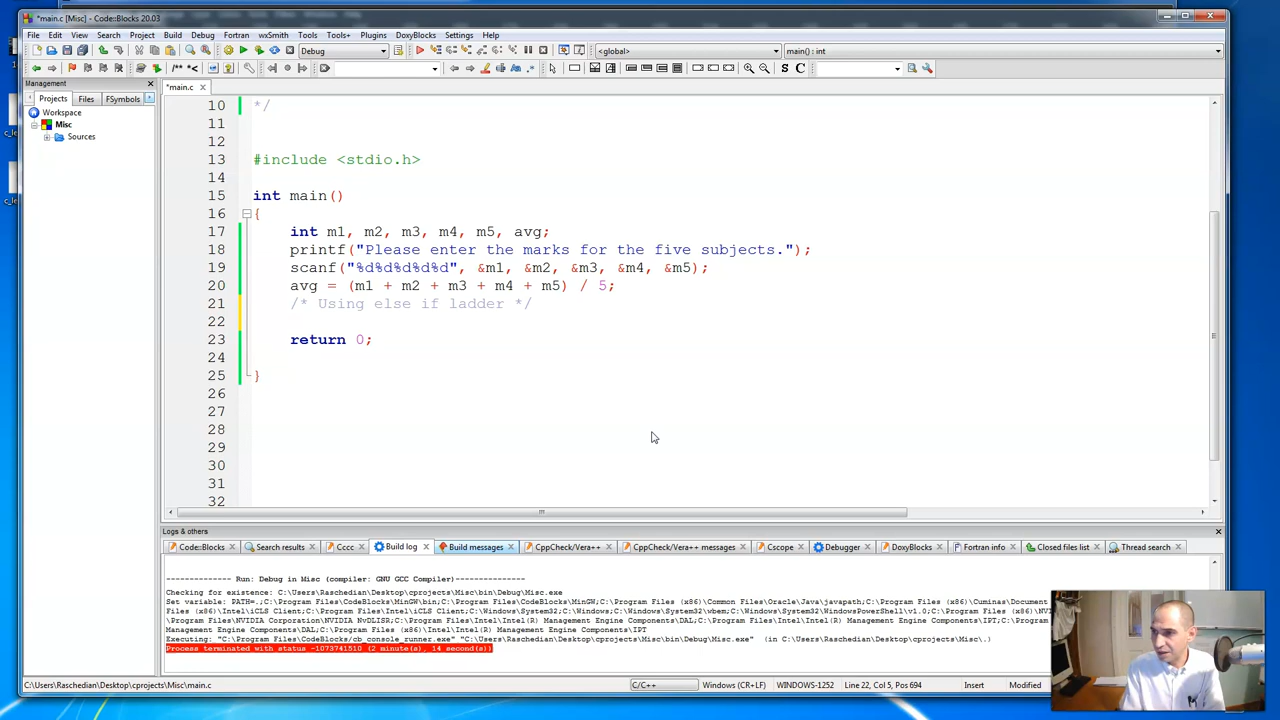 *main.c [Misc] - Code::Blocks 20.03
File Edit View Search Project Build Debug Fortran wxSmith Tools Tools+ Plugins DoxyBlocks Settings Help
Debug <global> main() : int
/** *< S C
Management
*main.c
Projects Files FSymbols
Workspace
Misc
Sources
10 */
11
12
13 #include <stdio.h>
14
15 int main()
16 {
17 int m1, m2, m3, m4, m5, avg;
18 printf("Please enter the marks for the five subjects.");
19 scanf("%d%d%d%d%d", &m1, &m2, &m3, &m4, &m5);
20 avg = (m1 + m2 + m3 + m4 + m5) / 5;
21 /* Using else if ladder */
22
23 return 0;
24
25 }
26
27
28
29
30
31
32
Logs & others
Code::Blocks Search results Cccc Build log Build messages CppCheck/Vera++ CppCheck/Vera++ messages Cscope Debugger DoxyBlocks Fortran info Closed files list Thread search
-------------- Run: Debug in Misc (compiler: GNU GCC Compiler)---------------
Checking for existence: C:\Users\Raschedian\Desktop\cprojects\Misc\bin\Debug\Misc.exe
Set variable: PATH=.;C:\Program Files\CodeBlocks\MinGW\bin;C:\Program Files\CodeBlocks\MinGW;C:\Program Files (x86)\Common Files\Oracle\Java\javapath;C:\Program Files (x86)\Cuminas\Document
Files (x86)\Intel\iCLS Client;C:\Program Files\Intel\iCLS Client;C:\Windows\System32;C:\Windows;C:\Windows\System32\wbem;C:\Windows\System32\WindowsPowerShell\v1.0;C:\Program Files (x86)\NVI
\Program Files\NVIDIA Corporation\NVIDIA NvDLISR;C:\Program Files (x86)\Intel\Intel(R) Management Engine Components\DAL;C:\Program Files\Intel\Intel(R) Management Engine
Management Engine Components\DAL;C:\Program Files (x86)\Intel\Intel(R) Management Engine Components\IPT
Executing: "C:\Program Files\CodeBlocks/cb_console_runner.exe" "C:\Users\Raschedian\Desktop\cprojects\Misc\bin\Debug\Misc.exe" (in C:\Users\Raschedian\Desktop\cprojects\Misc\.)
Process terminated with status -1073741510 (2 minute(s), 14 second(s))
C:\Users\Raschedian\Desktop\cprojects\Misc\main.c C/C++ Windows (CR+LF) WINDOWS-1252 Line 22, Col 5, Pos 694 Insert Modified